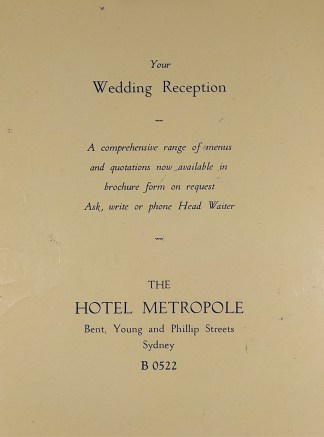 Your
Wedding Reception
—
A comprehensive range of menus
and quotations now available in
brochure form on request
Ask, write or phone Head Waiter
—
THE
HOTEL METROPOLE
Bent, Young and Phillip Streets
Sydney
B 0522